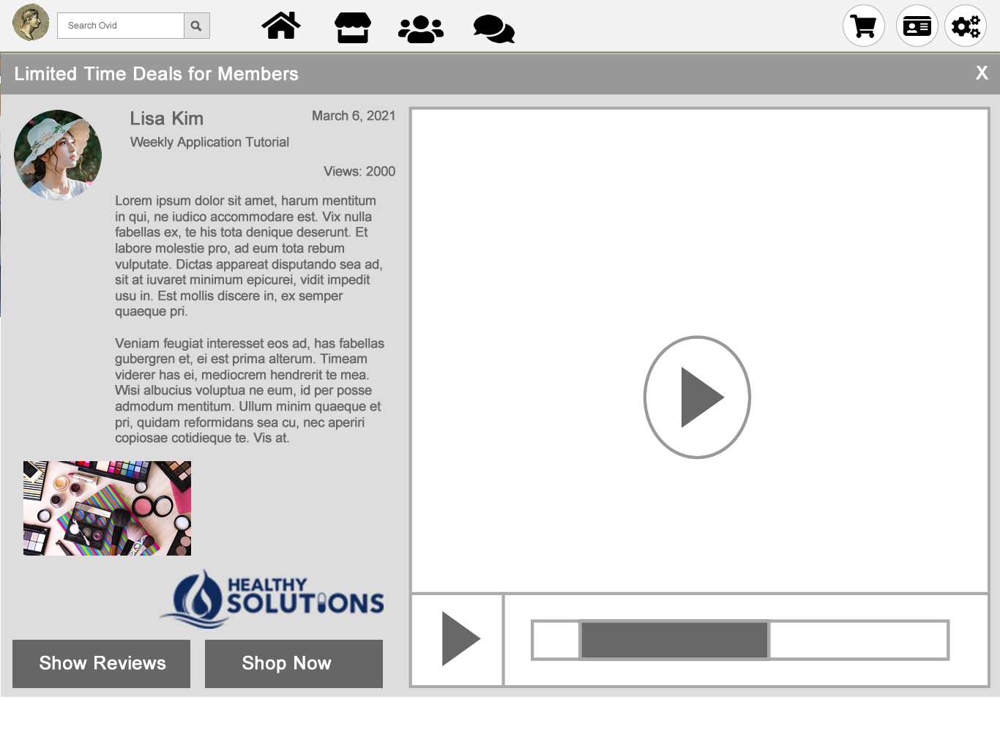 Search Ovid
Limited Time Deals for Members
X
Lisa Kim
March 6, 2021
Weekly Application Tutorial
Views: 2000
Lorem ipsum dolor sit amet, harum mentitum
in qui, ne iudico accommodare est. Vix nulla
fabellas ex, te his tota denique deserunt. Et
labore molestie pro, ad eum tota rebum
vulputate. Dictas appareat disputando sea ad,
sit at iuvaret minimum epicurei, vidit impedit
usu in. Est mollis discere in, ex semper
quaeque pri.
Veniam feugiat interesset eos ad, has fabellas
gubergren et, ei est prima alterum. Timeam
viderer has ei, mediocrem hendrerit te mea.
Wisi albucius voluptua ne eum, id per posse
admodum mentitum. Ullum minim quaeque et
pri, quidam reformidans sea cu, nec aperiri
copiosae cotidieque te. Vis at.
HEALTHY
SOLUTIONS
Show Reviews
Shop Now